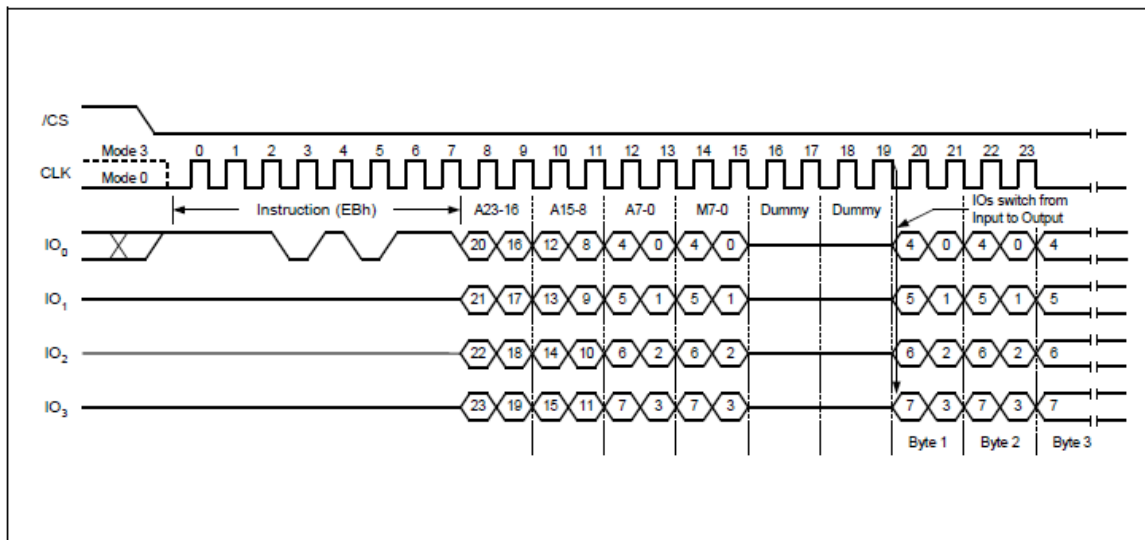 /CS
Mode 3 0 1 2 3 4 5 6 7 8 9 10 11 12 13 14 15 16 17 18 19 20 21 22 23
CLK Mode 0
Instruction (EBh) A23-16 A15-8 A7-0 M7-0 Dummy Dummy IOs switch from
Input to Output
IO0 20 16 12 8 4 0 4 0 4 0 4 0 4
IO1 21 17 13 9 5 1 5 1 5 1 5 1 5
IO2 22 18 14 10 6 2 6 2 6 2 6 2 6
IO3 23 19 15 11 7 3 7 3 7 3 7 3 7
Byte 1 Byte 2 Byte 3